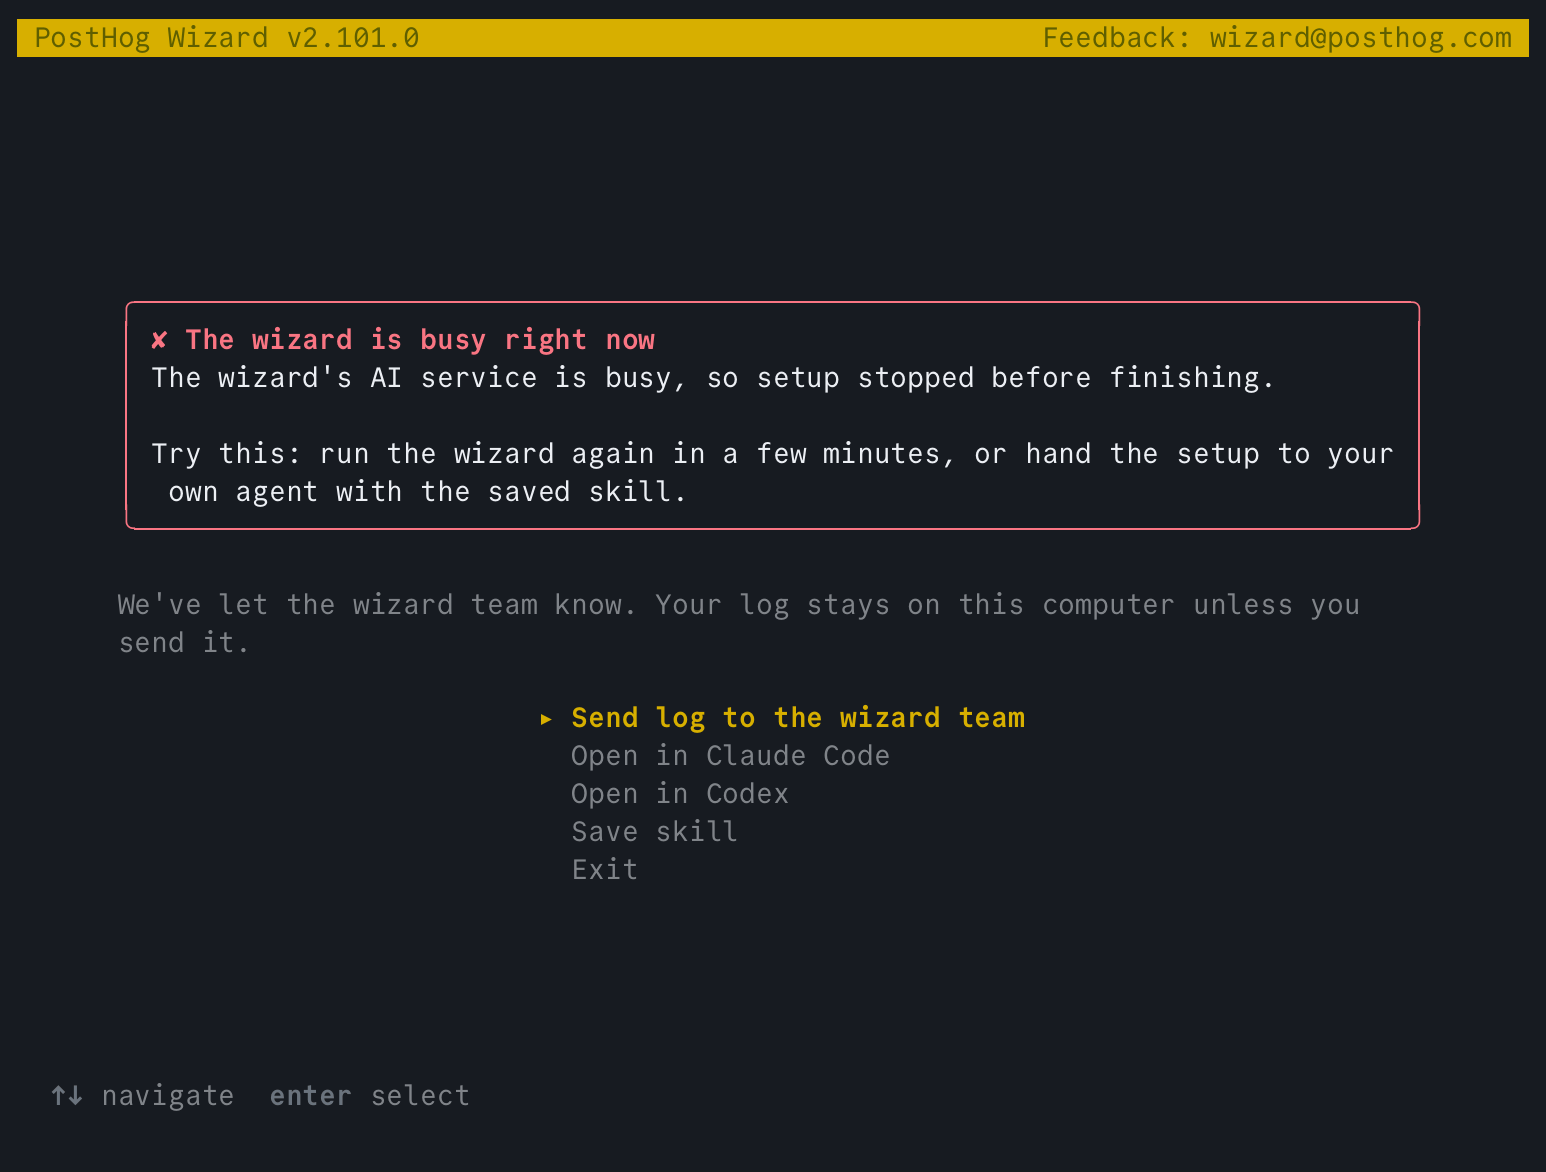 PostHog Wizard v2.101.0 Feedback: wizard@posthog.com
✘ The wizard is busy right now
The wizard's AI service is busy, so setup stopped before finishing.
Try this: run the wizard again in a few minutes, or hand the setup to your
own agent with the saved skill.
We've let the wizard team know. Your log stays on this computer unless you
send it.
▸ Send log to the wizard team
Open in Claude Code
Open in Codex
Save skill
Exit
↑↓ navigate enter select